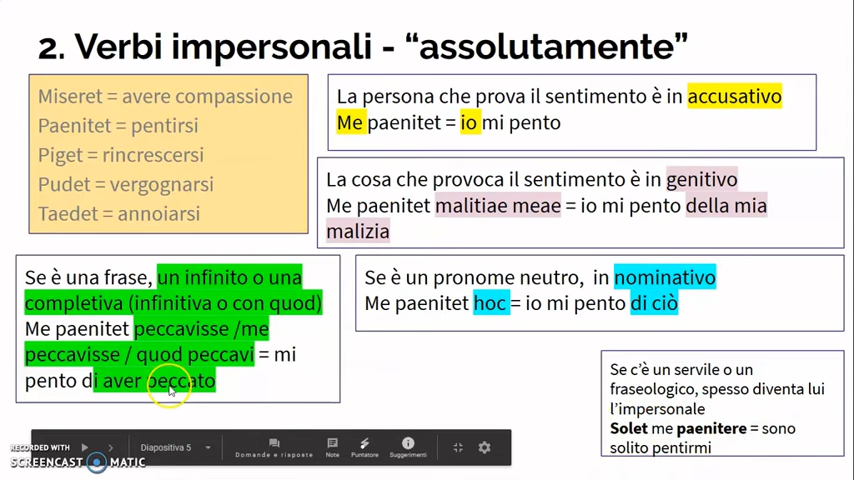 2. Verbi impersonali - “assolutamente”
Miseret = avere compassione
Paenitet = pentirsi
Piget = rincrescersi
Pudet = vergognarsi
Taedet = annoiarsi
La persona che prova il sentimento è in accusativo
Me paenitet = io mi pento
La cosa che provoca il sentimento è in genitivo
Me paenitet malitiae meae = io mi pento della mia
malizia
Se è una frase, un infinito o una
completiva (infinitiva o con quod)
Me paenitet peccavisse /me
peccavisse / quod peccavi = mi
pento di aver peccato
Se è un pronome neutro, in nominativo
Me paenitet hoc = io mi pento di ciò
Se c’è un servile o un
fraseologico, spesso diventa lui
l’impersonale
Solet me paenitere = sono
solito pentirmi
Diapositiva 5
Domande e risposte
Note
Puntatore
Suggerimenti
RECORDED WITH
SCREENCAST MATIC